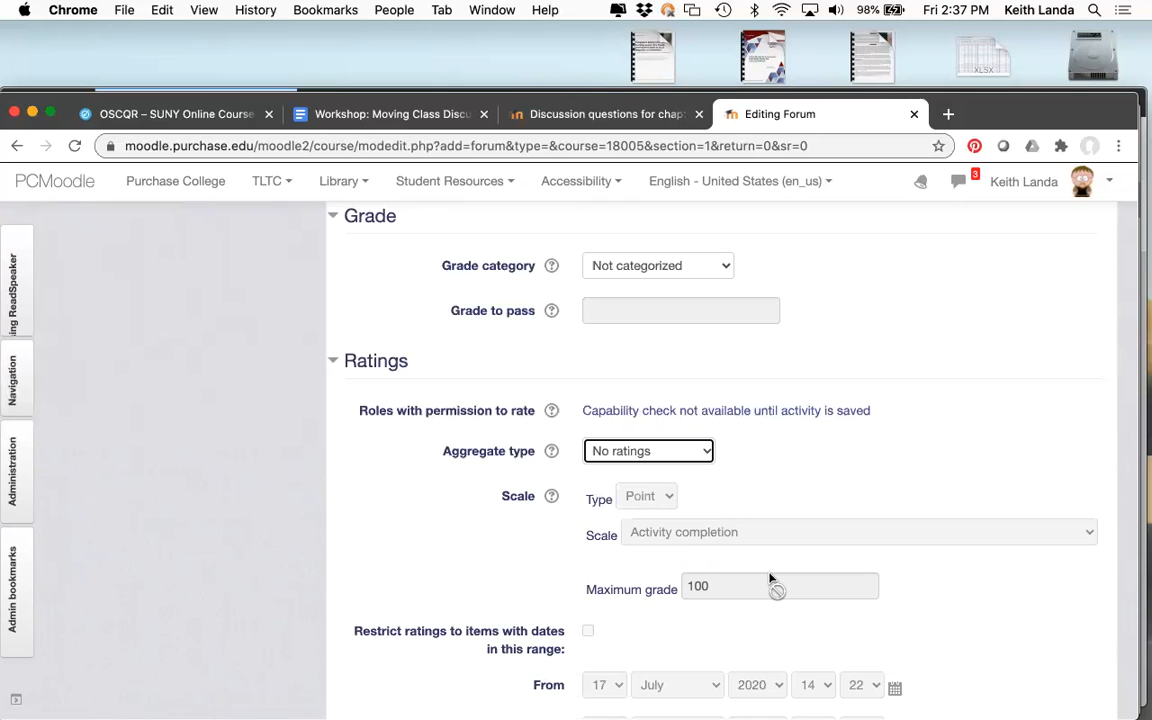 Chrome File Edit View History Bookmarks People Tab Window Help 98% Fri 2:37 PM Keith Landa
XLSX
OSCQR – SUNY Online Course
Workshop: Moving Class Discu
Discussion questions for chap
Editing Forum
moodle.purchase.edu/moodle2/course/modedit.php?add=forum&type=&course=18005&section=1&return=0&sr=0
PCMoodle Purchase College TLTC Library Student Resources Accessibility English - United States (en_us) 3 Keith Landa
ing ReadSpeaker
Navigation
Administration
Admin bookmarks
Grade
Grade category Not categorized
Grade to pass
Ratings
Roles with permission to rate Capability check not available until activity is saved
Aggregate type No ratings
Scale Type Point
Scale Activity completion
Maximum grade 100
Restrict ratings to items with dates
in this range:
From 17 July 2020 14 22